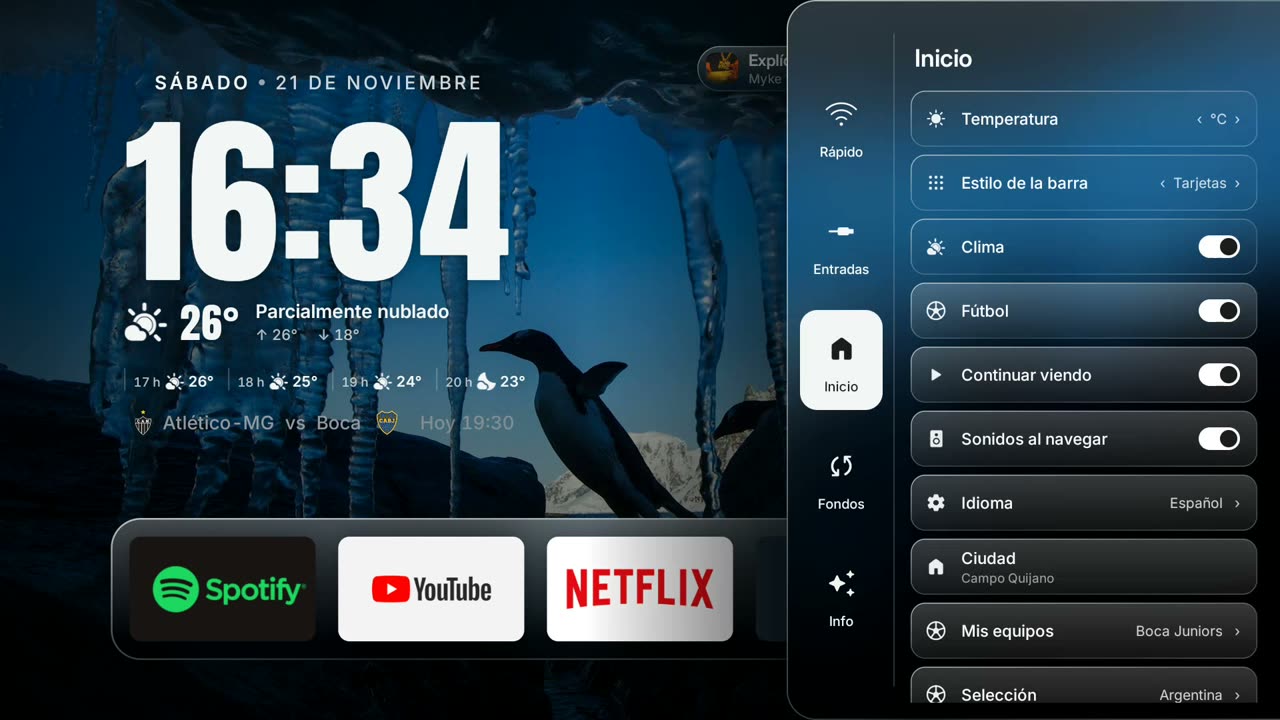 SÁBADO • 21 DE NOVIEMBRE
16:34
26°
Parcialmente nublado
↑ 26° ↓ 18°
17 h 26°
18 h 25°
19 h 24°
20 h 23°
Atlético-MG vs Boca CABJ Hoy 19:30
Spotify
YouTube
NETFLIX
Myke
Rápido
Entradas
Inicio
Fondos
Info
Inicio
Temperatura ‹ °C ›
Estilo de la barra ‹ Tarjetas ›
Clima
Fútbol
Continuar viendo
Sonidos al navegar
Idioma Español ›
Ciudad
Campo Quijano
Mis equipos Boca Juniors ›
Selección Argentina ›